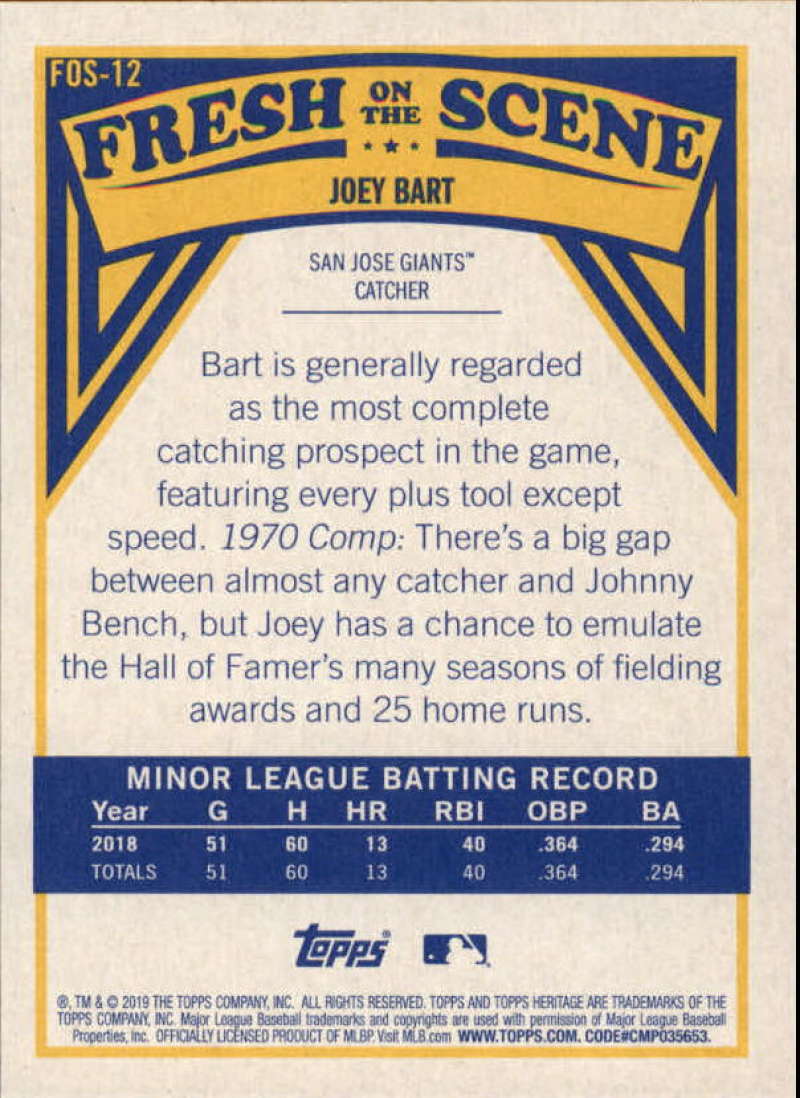 FOS-12
FRESH ON THE SCENE
JOEY BART
SAN JOSE GIANTS™
CATCHER
Bart is generally regarded
as the most complete
catching prospect in the game,
featuring every plus tool except
speed. 1970 Comp: There's a big gap
between almost any catcher and Johnny
Bench, but Joey has a chance to emulate
the Hall of Famer's many seasons of fielding
awards and 25 home runs.
MINOR LEAGUE BATTING RECORD
Year G H HR RBI OBP BA
2018 51 60 13 40 .364 .294
TOTALS 51 60 13 40 .364 .294
Topps®
®, TM & © 2019 THE TOPPS COMPANY, INC. ALL RIGHTS RESERVED. TOPPS AND TOPPS HERITAGE ARE TRADEMARKS OF THE
TOPPS COMPANY, INC. Major League Baseball trademarks and copyrights are used with permission of Major League Baseball
Properties, Inc. OFFICIALLY LICENSED PRODUCT OF MLBP. Visit MLB.com WWW.TOPPS.COM. CODE#CMP035653.